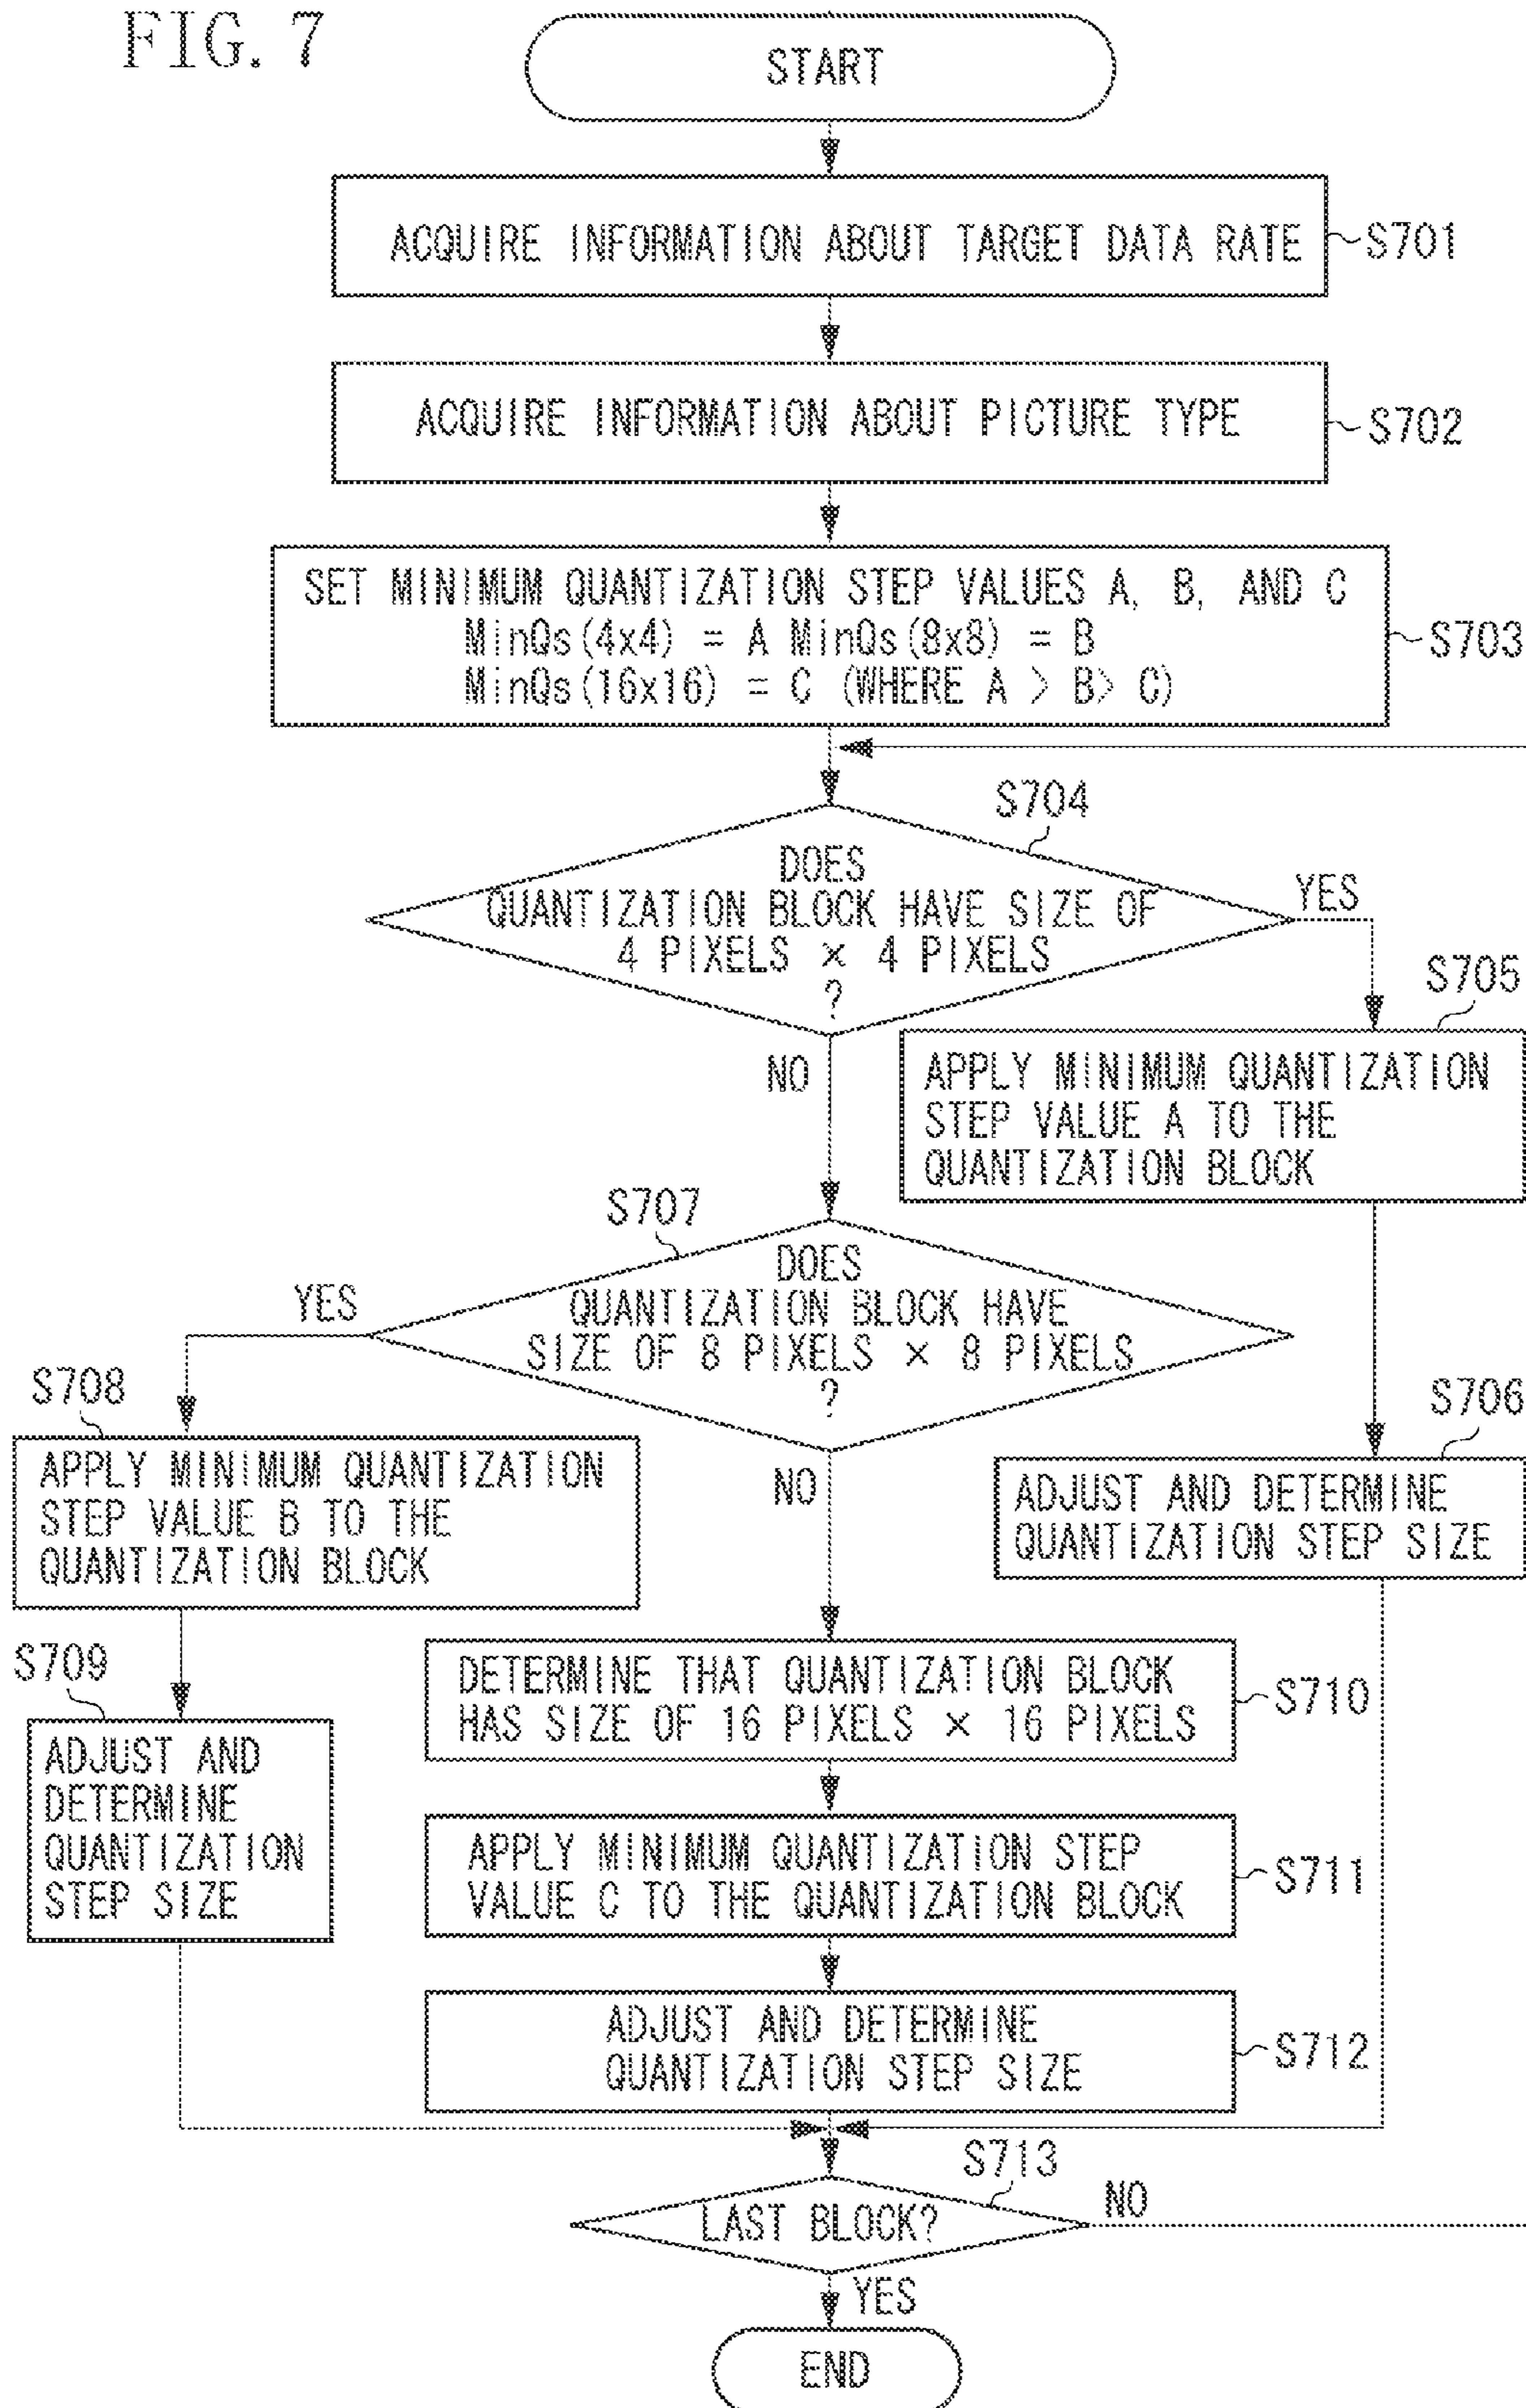 FIG. 7
START
ACQUIRE INFORMATION ABOUT TARGET DATA RATE
S701
ACQUIRE INFORMATION ABOUT PICTURE TYPE
S702
SET MINIMUM QUANTIZATION STEP VALUES A, B, AND C
MinQs(4x4) = A MinQs(8x8) = B
MinQs(16x16) = C (WHERE A > B> C)
S703
S704
DOES
QUANTIZATION BLOCK HAVE SIZE OF
4 PIXELS × 4 PIXELS
?
YES
NO
S705
APPLY MINIMUM QUANTIZATION
STEP VALUE A TO THE
QUANTIZATION BLOCK
S707
DOES
QUANTIZATION BLOCK HAVE
SIZE OF 8 PIXELS × 8 PIXELS
?
YES
NO
S708
APPLY MINIMUM QUANTIZATION
STEP VALUE B TO THE
QUANTIZATION BLOCK
S706
ADJUST AND DETERMINE
QUANTIZATION STEP SIZE
S709
ADJUST AND
DETERMINE
QUANTIZATION
STEP SIZE
DETERMINE THAT QUANTIZATION BLOCK
HAS SIZE OF 16 PIXELS × 16 PIXELS
S710
APPLY MINIMUM QUANTIZATION STEP
VALUE C TO THE QUANTIZATION BLOCK
S711
ADJUST AND DETERMINE
QUANTIZATION STEP SIZE
S712
S713
LAST BLOCK?
NO
YES
END